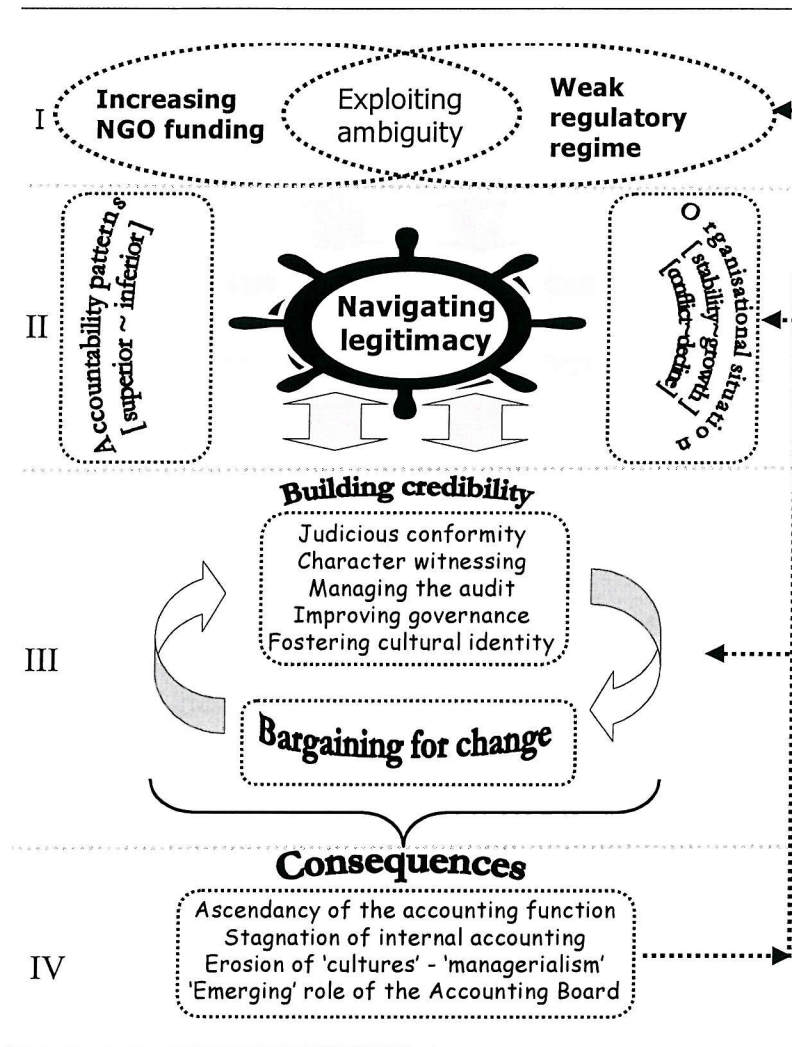 I
Increasing
NGO funding
Exploiting
ambiguity
Weak
regulatory
regime
II
Accountability patterns
[superior ~ inferior]
Navigating
legitimacy
Organisational situation
[stability~growth]
[conflict~decline]
III
Building credibility
Judicious conformity
Character witnessing
Managing the audit
Improving governance
Fostering cultural identity
Bargaining for change
IV
Consequences
Ascendancy of the accounting function
Stagnation of internal accounting
Erosion of 'cultures' - 'managerialism'
'Emerging' role of the Accounting Board